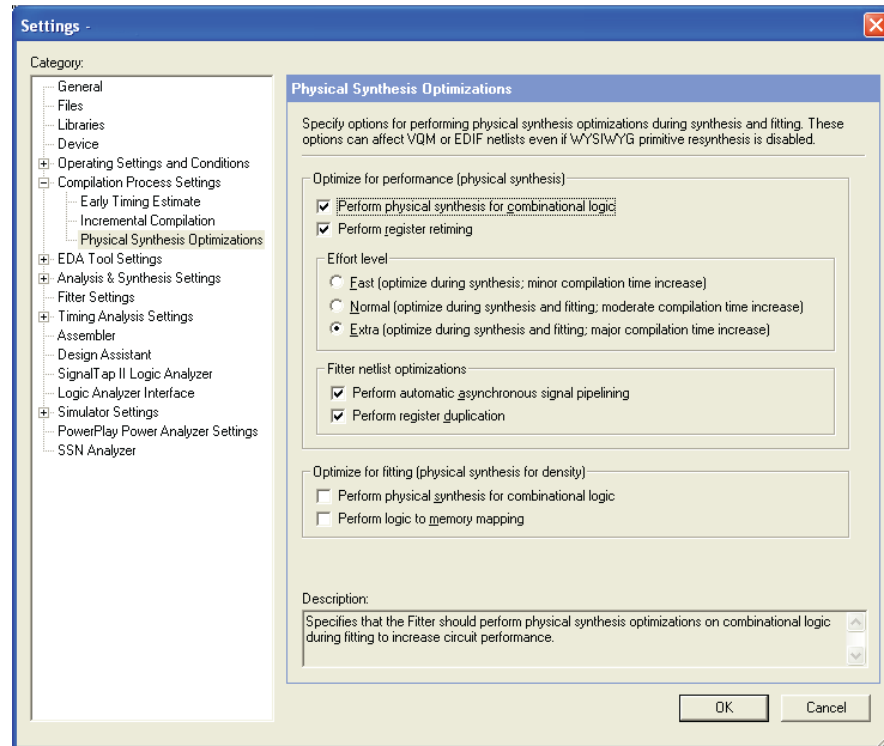 Settings -
Category:
General
Files
Libraries
Device
Operating Settings and Conditions
Compilation Process Settings
Early Timing Estimate
Incremental Compilation
Physical Synthesis Optimizations
EDA Tool Settings
Analysis & Synthesis Settings
Fitter Settings
Timing Analysis Settings
Assembler
Design Assistant
SignalTap II Logic Analyzer
Logic Analyzer Interface
Simulator Settings
PowerPlay Power Analyzer Settings
SSN Analyzer
Physical Synthesis Optimizations
Specify options for performing physical synthesis optimizations during synthesis and fitting. These
options can affect VQM or EDIF netlists even if WYSIWYG primitive resynthesis is disabled.
Optimize for performance (physical synthesis)
Perform physical synthesis for combinational logic
Perform register retiming
Effort level
Fast (optimize during synthesis; minor compilation time increase)
Normal (optimize during synthesis and fitting; moderate compilation time increase)
Extra (optimize during synthesis and fitting; major compilation time increase)
Fitter netlist optimizations
Perform automatic asynchronous signal pipelining
Perform register duplication
Optimize for fitting (physical synthesis for density)
Perform physical synthesis for combinational logic
Perform logic to memory mapping
Description:
Specifies that the Fitter should perform physical synthesis optimizations on combinational logic
during fitting to increase circuit performance.
OK
Cancel